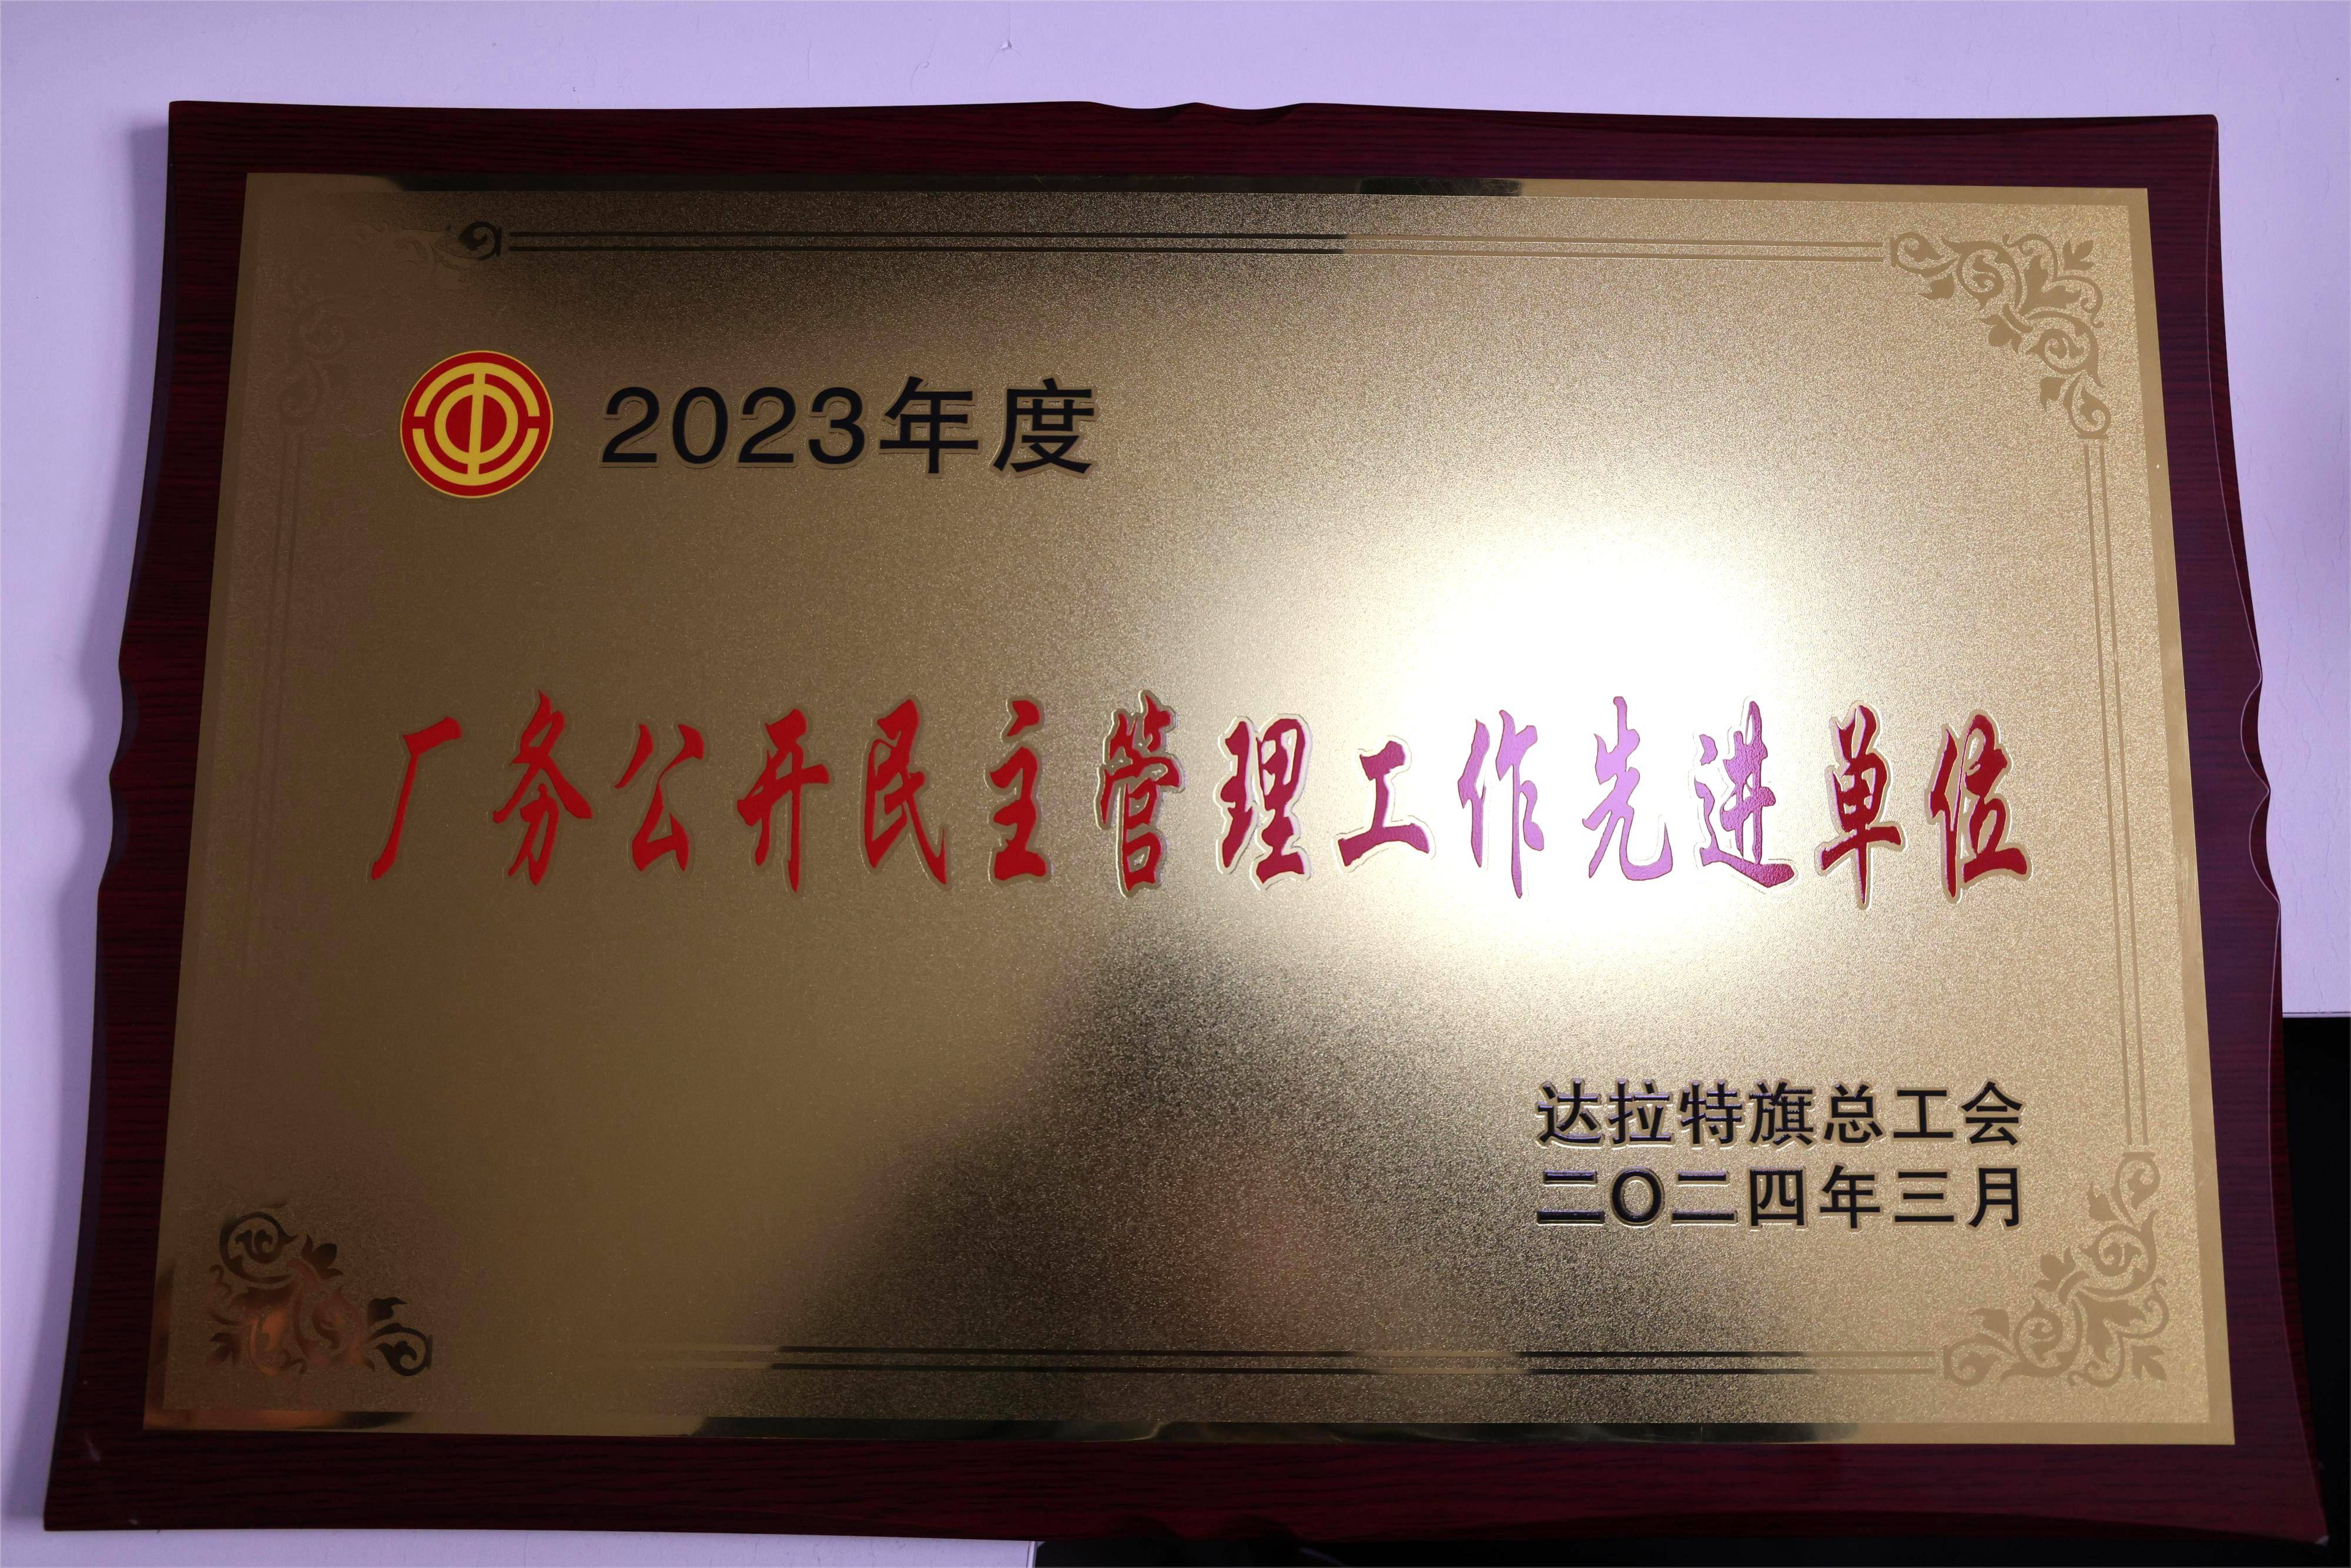 2023年度
厂务公开民主管理工作先进单位
达拉特旗总工会
二〇二四年三月